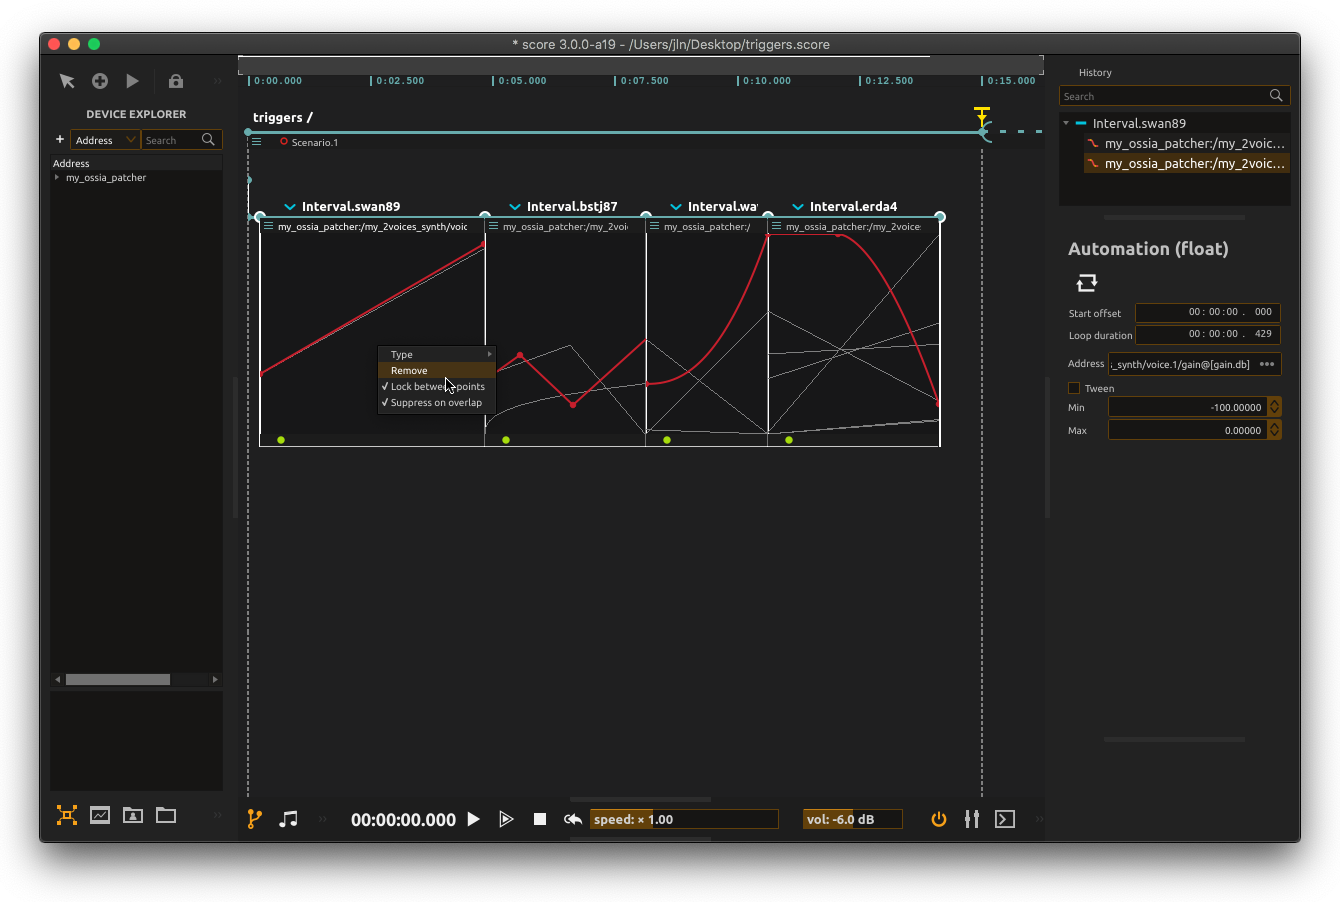 * score 3.0.0-a19 - /Users/jln/Desktop/triggers.score
DEVICE EXPLORER
+ Address Search
Address
my_ossia_patcher
0:00.000 0:02.500 0:05.000 0:07.500 0:10.000 0:12.500 0:15.000
triggers /
Scenario.1
Interval.swan89 Interval.bstj87 Interval.wa Interval.erda4
my_ossia_patcher:/my_2voices_synth/voic my_ossia_patcher:/my_2voi my_ossia_patcher:/ my_ossia_patcher:/my_2voices
Type
Remove
✓ Lock between points
✓ Suppress on overlap
00:00:00.000 speed: × 1.00 vol: -6.0 dB
History
Search
Interval.swan89
my_ossia_patcher:/my_2voic...
my_ossia_patcher:/my_2voic...
Automation (float)
Start offset 00: 00: 00 . 000
Loop duration 00: 00: 00 . 429
Address _synth/voice.1/gain@[gain.db] •••
Tween
Min -100.00000
Max 0.00000